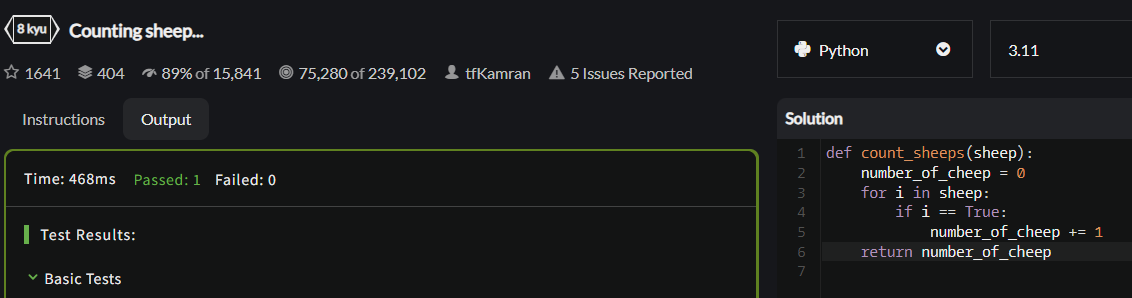 8 kyu Counting sheep...
1641 404 89% of 15,841 75,280 of 239,102 tfKamran 5 Issues Reported
Instructions Output
Time: 468ms Passed: 1 Failed: 0
Test Results:
Basic Tests
Python 3.11
Solution
1 def count_sheeps(sheep):
2     number_of_cheep = 0
3     for i in sheep:
4         if i == True:
5             number_of_cheep += 1
6     return number_of_cheep
7